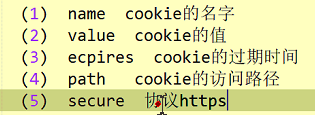 (1) name cookie的名字
(2) value cookie的值
(3) ecpires cookie的过期时间
(4) path cookie的访问路径
(5) secure 协议https